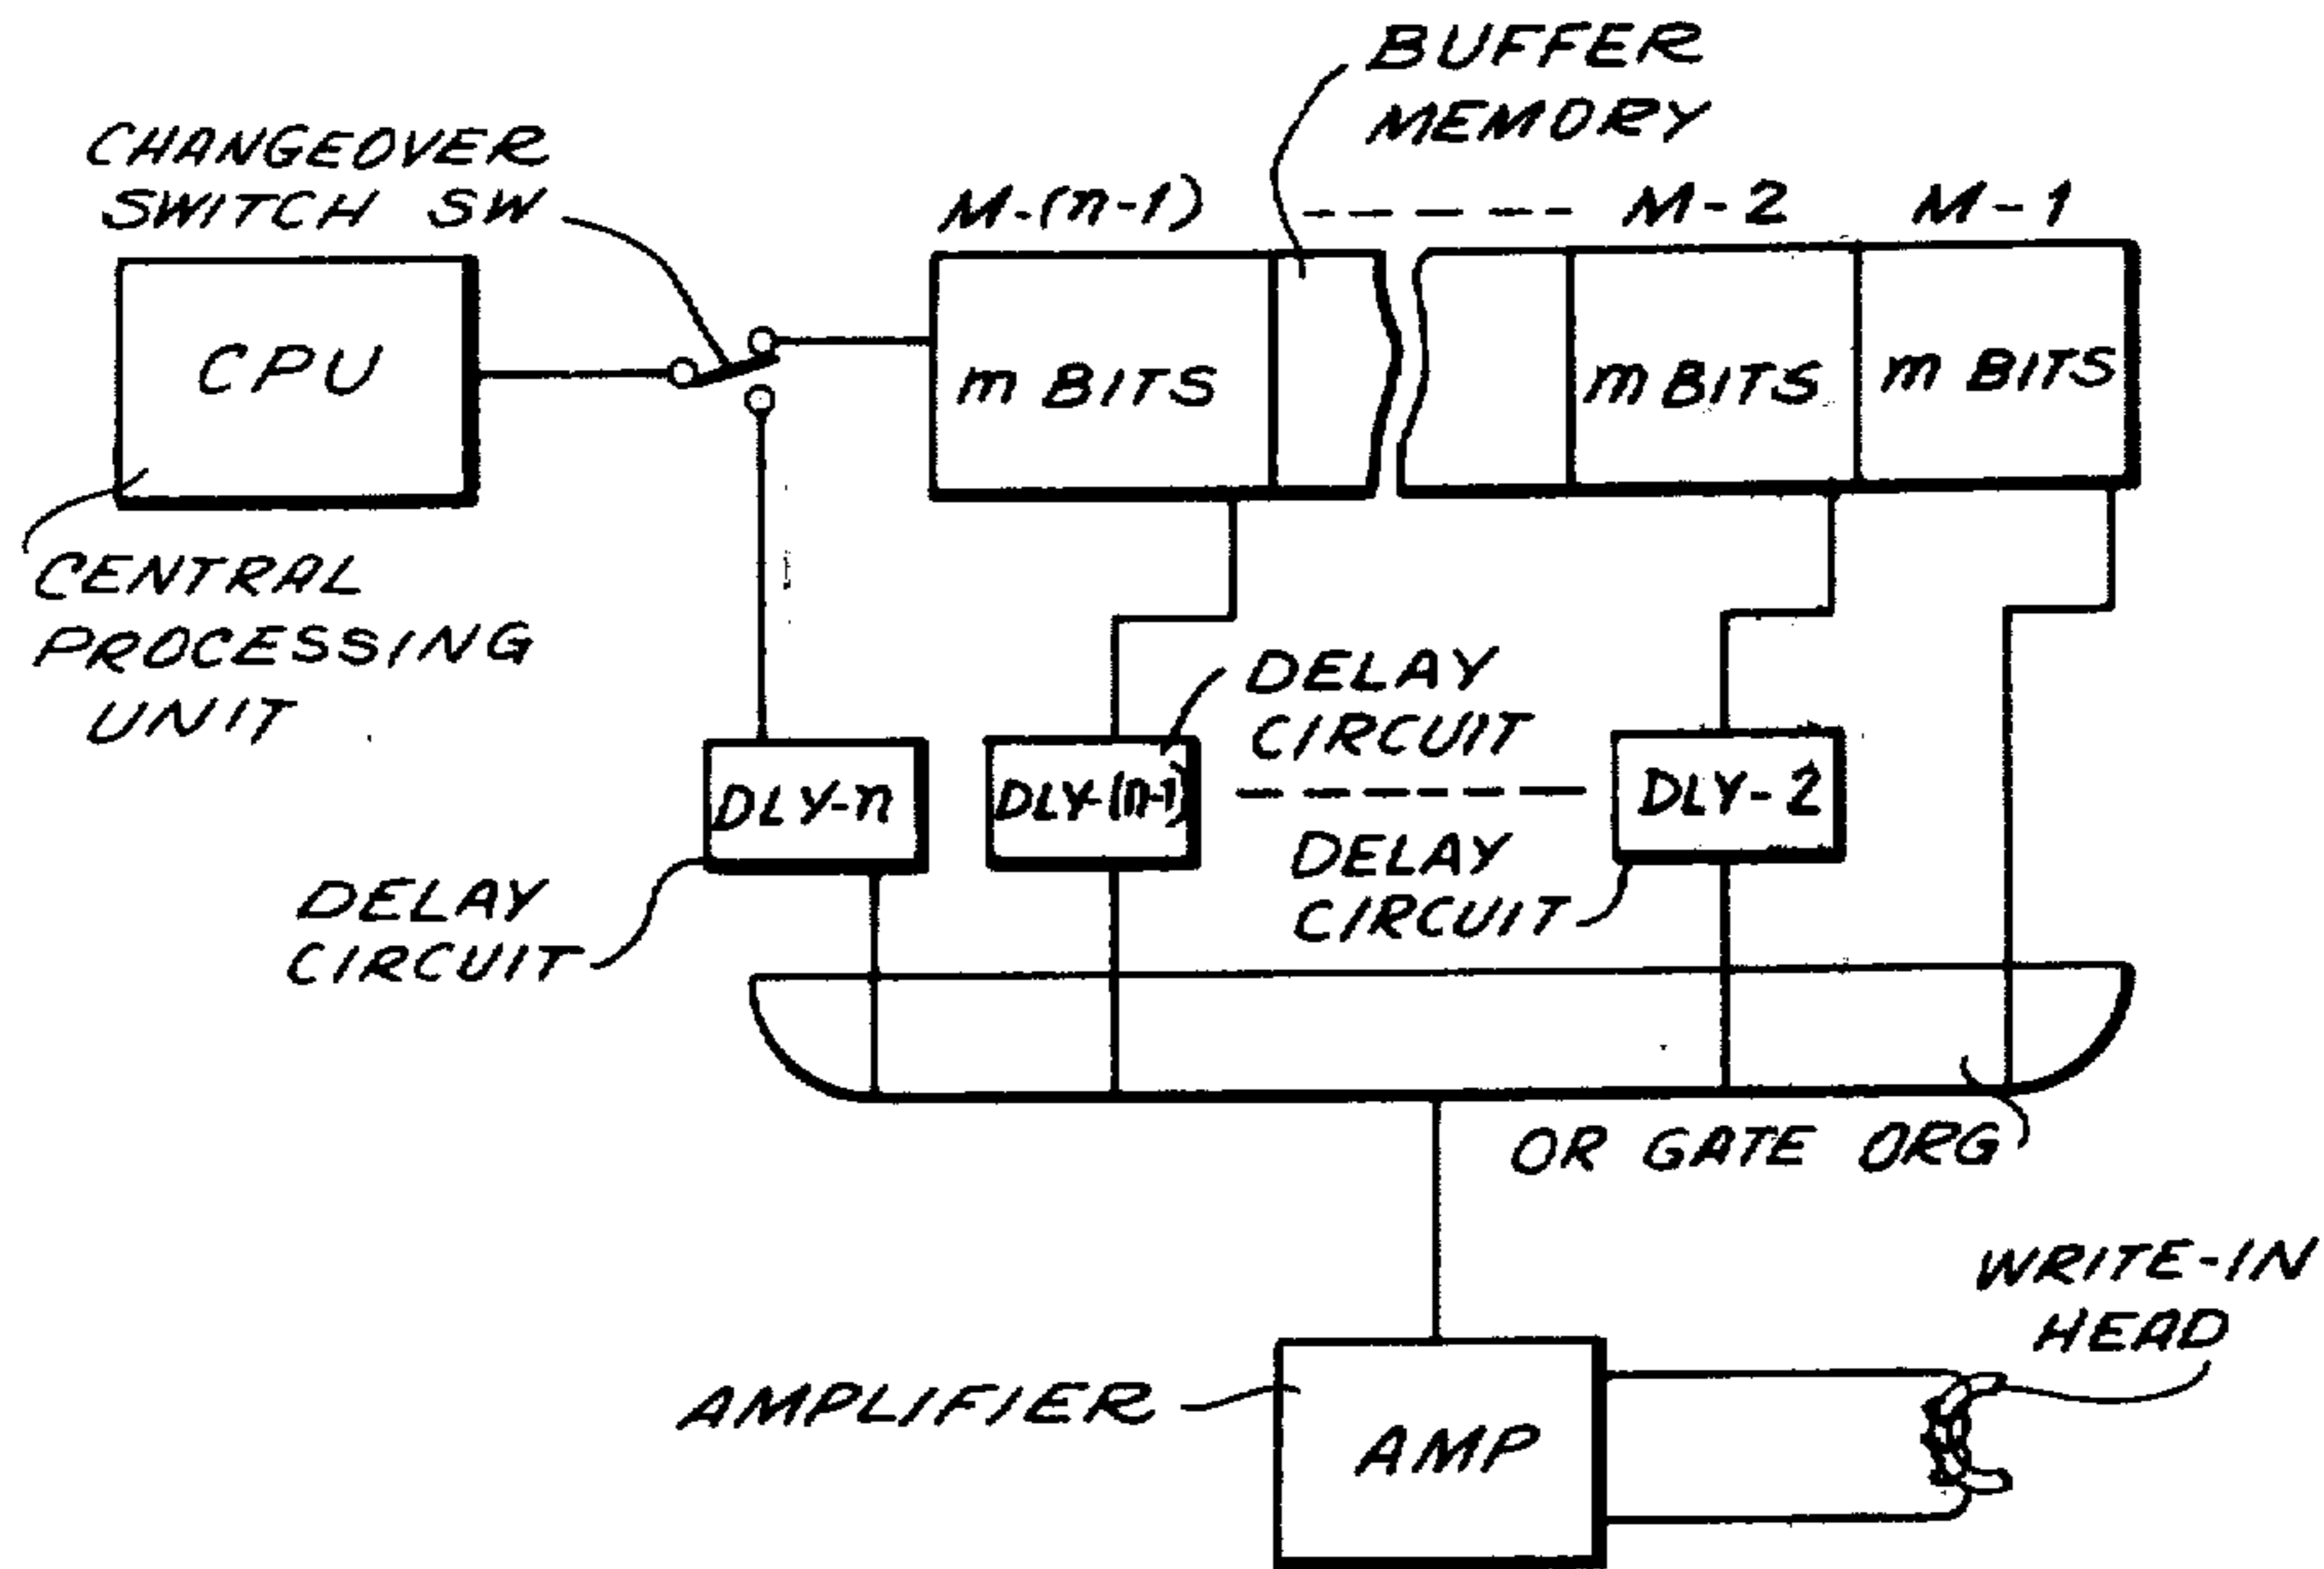 BUFFER
MEMORY
CHANGEOVER
SWITCH SW
M-(n-1) ----- M-2 M-1
CPU
m BITS
m BITS
m BITS
CENTRAL
PROCESSING
UNIT
DELAY
CIRCUIT
DLY-n
DLY-(n-1)
DLY-2
DELAY
CIRCUIT
DELAY
CIRCUIT
OR GATE ORG
WRITE-IN
HEAD
AMPLIFIER
AMP